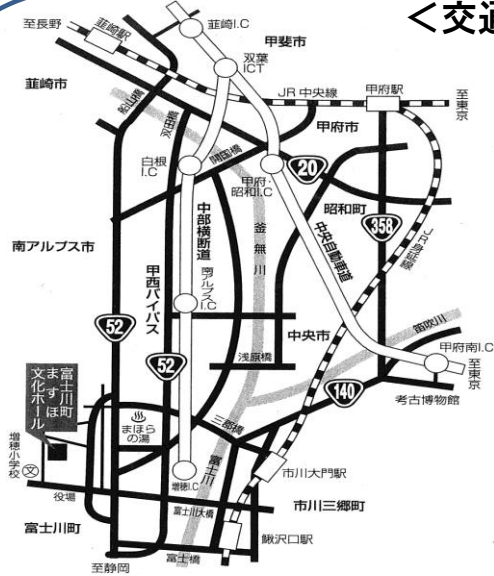 <交通
至長野
韮崎駅
韮崎I.C
甲斐市
双葉
ICT
韮崎市
船山橋
双田橋
JR中央線
甲府駅
至東京
甲府市
白根
I.C
開国橋
20
甲府・
昭和I.C
昭和町
358
中部横断道
釜無川
中央自動車道
JR身延線
南アルプス市
甲西バイパス
南アルプス
I.C
52
52
中央市
笛吹川
浅原橋
甲府南I.C
至東京
140
考古博物館
富士川町
ますほ
文化ホール
まほらの湯
三郡橋
増穂小学校
文
富士川
増穂I.C
市川大門駅
役場
富士川大橋
市川三郷町
富士川町
鰍沢口駅
至静岡
富士橋